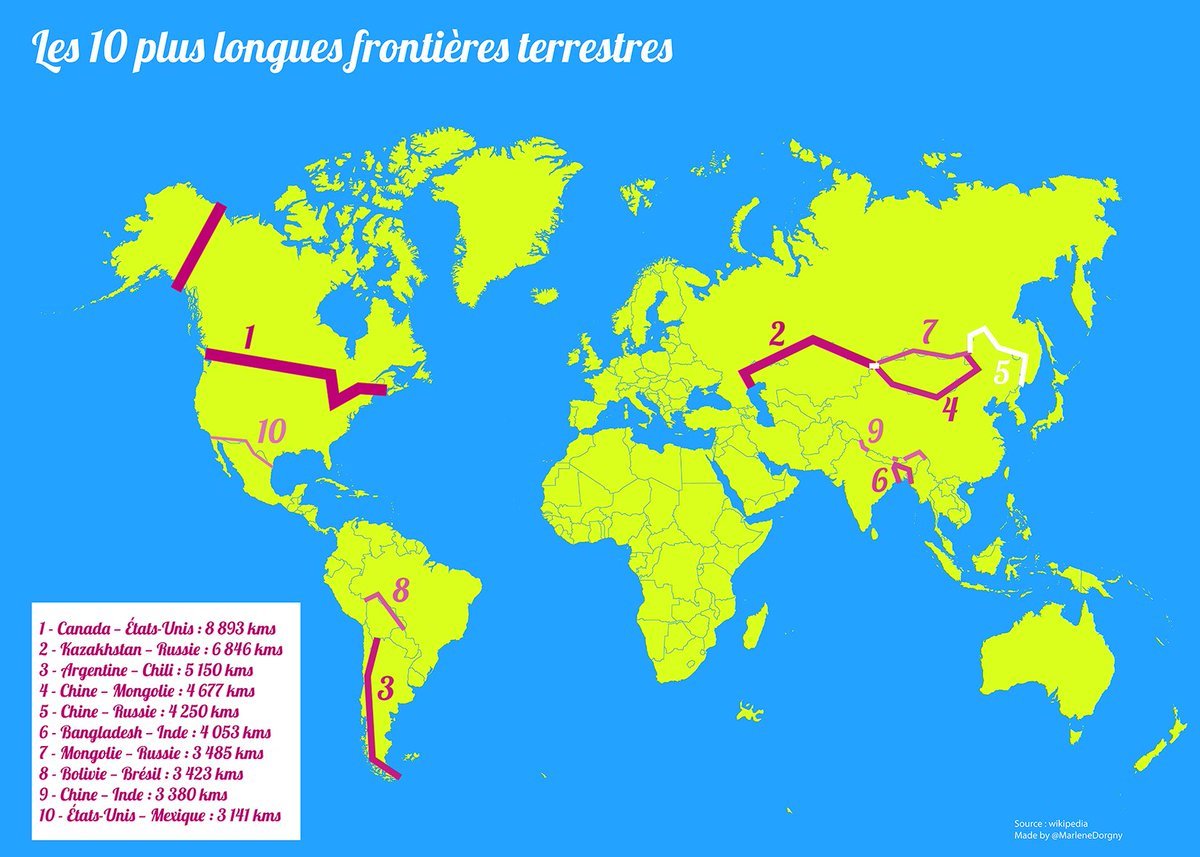 Les 10 plus longues frontières terrestres
1
2
7
5
4
10
9
6
8
3
1 - Canada – États-Unis : 8 893 kms
2 - Kazakhstan – Russie : 6 846 kms
3 - Argentine – Chili : 5 150 kms
4 - Chine – Mongolie : 4 677 kms
5 - Chine – Russie : 4 250 kms
6 - Bangladesh – Inde : 4 053 kms
7 - Mongolie – Russie : 3 485 kms
8 - Bolivie – Brésil : 3 423 kms
9 - Chine – Inde : 3 380 kms
10 - États-Unis – Mexique : 3 141 kms
Source : wikipedia
Made by @MarleneDorgny